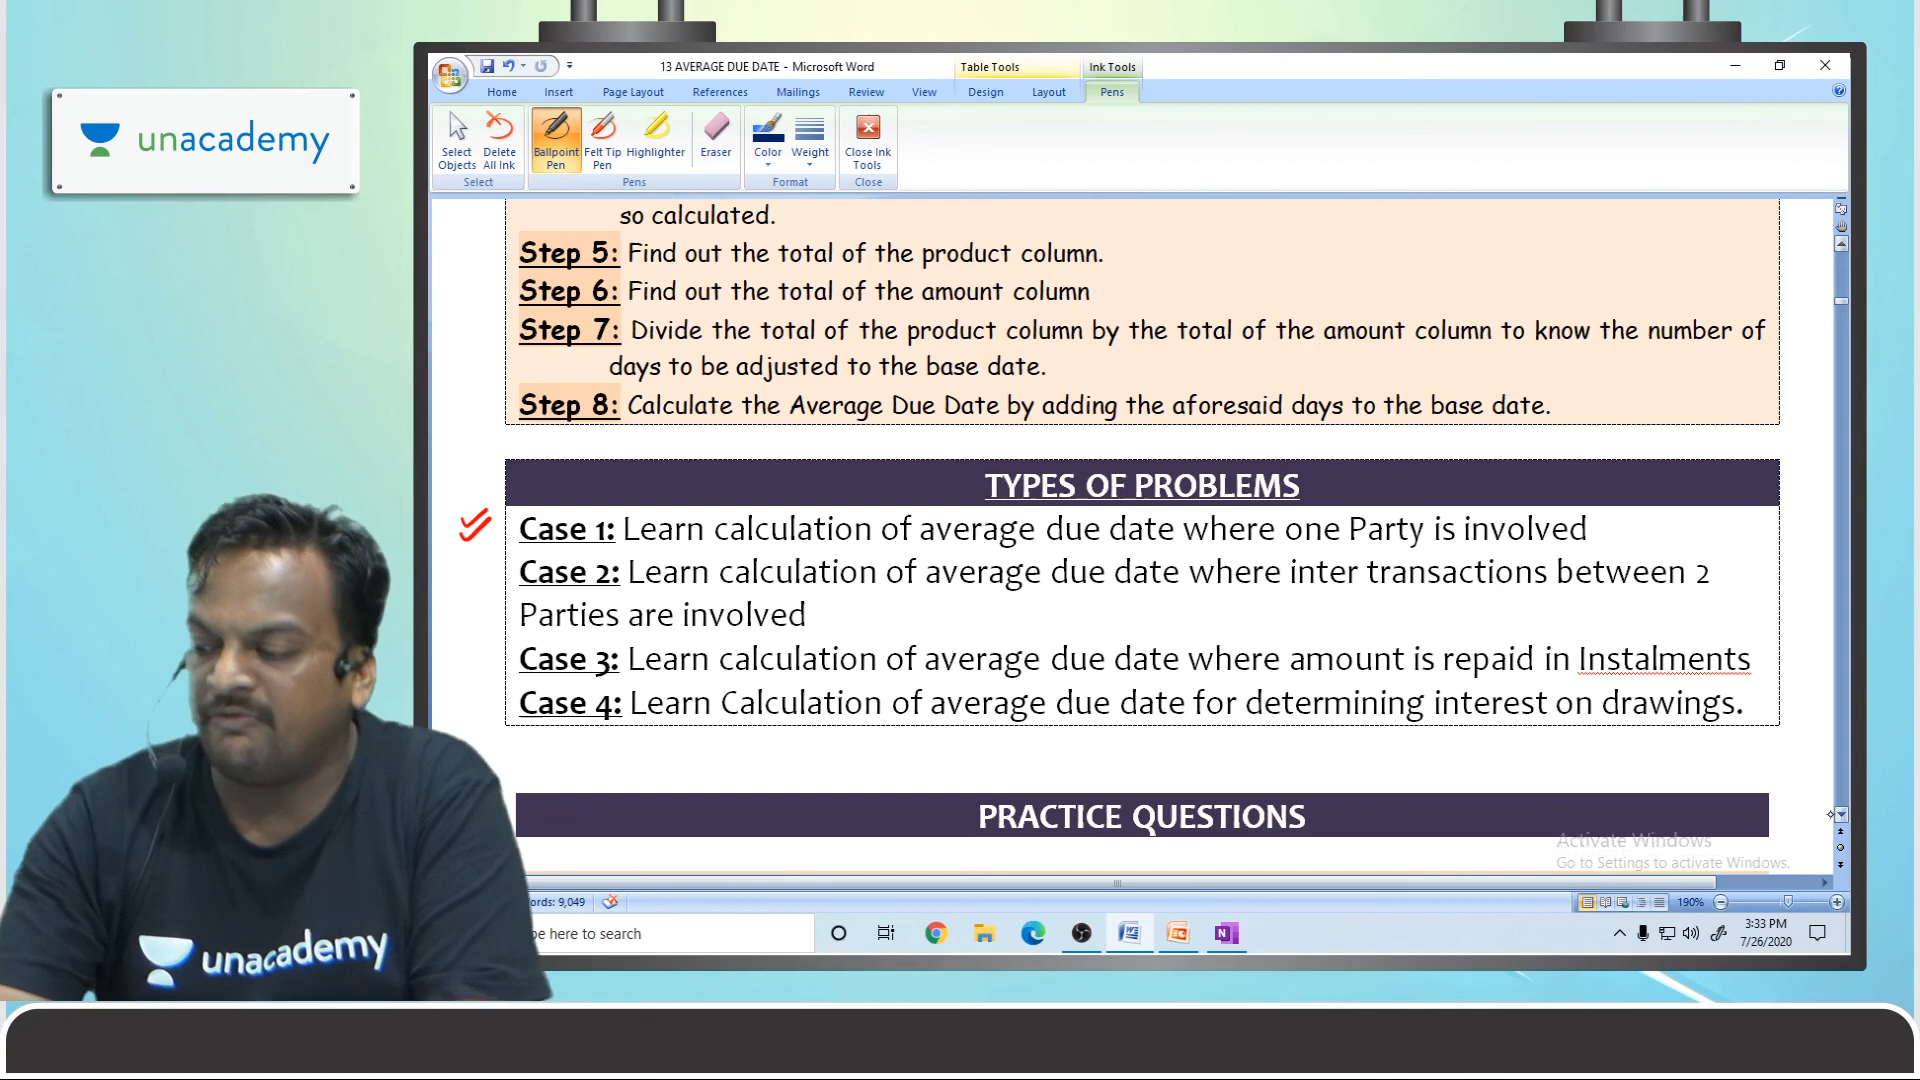 unacademy
13 AVERAGE DUE DATE - Microsoft Word
Table Tools
Ink Tools
Home
Insert
Page Layout
References
Mailings
Review
View
Design
Layout
Pens
Select Objects
Delete All Ink
Ballpoint Pen
Felt Tip Pen
Highlighter
Eraser
Color
Weight
Close Ink Tools
Select
Pens
Format
Close
so calculated.
Step 5: Find out the total of the product column.
Step 6: Find out the total of the amount column
Step 7: Divide the total of the product column by the total of the amount column to know the number of
days to be adjusted to the base date.
Step 8: Calculate the Average Due Date by adding the aforesaid days to the base date.
TYPES OF PROBLEMS
Case 1: Learn calculation of average due date where one Party is involved
Case 2: Learn calculation of average due date where inter transactions between 2
Parties are involved
Case 3: Learn calculation of average due date where amount is repaid in Instalments
Case 4: Learn Calculation of average due date for determining interest on drawings.
PRACTICE QUESTIONS
Activate Windows
Go to Settings to activate Windows.
ords: 9,049
190%
pe here to search
3:33 PM
7/26/2020
unacademy